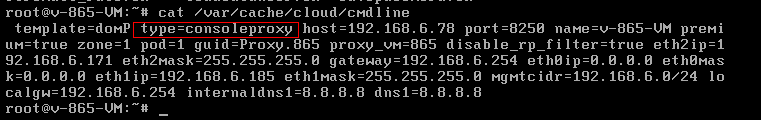 root@v-865-VM:~# cat /var/cache/cloud/cmdline
template=domP type=consoleproxy host=192.168.6.78 port=8250 name=v-865-VM premi
um=true zone=1 pod=1 guid=Proxy.865 proxy_vm=865 disable_rp_filter=true eth2ip=1
92.168.6.171 eth2mask=255.255.255.0 gateway=192.168.6.254 eth0ip=0.0.0.0 eth0mas
k=0.0.0.0 eth1ip=192.168.6.185 eth1mask=255.255.255.0 mgmtcidr=192.168.6.0/24 lo
calgw=192.168.6.254 internaldns1=8.8.8.8 dns1=8.8.8.8
root@v-865-VM:~# _